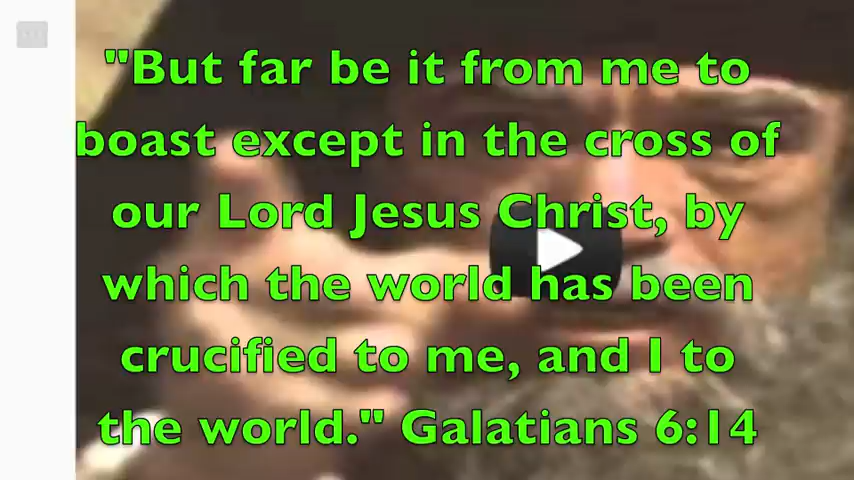 "But far be it from me to
boast except in the cross of
our Lord Jesus Christ, by
which the world has been
crucified to me, and I to
the world." Galatians 6:14